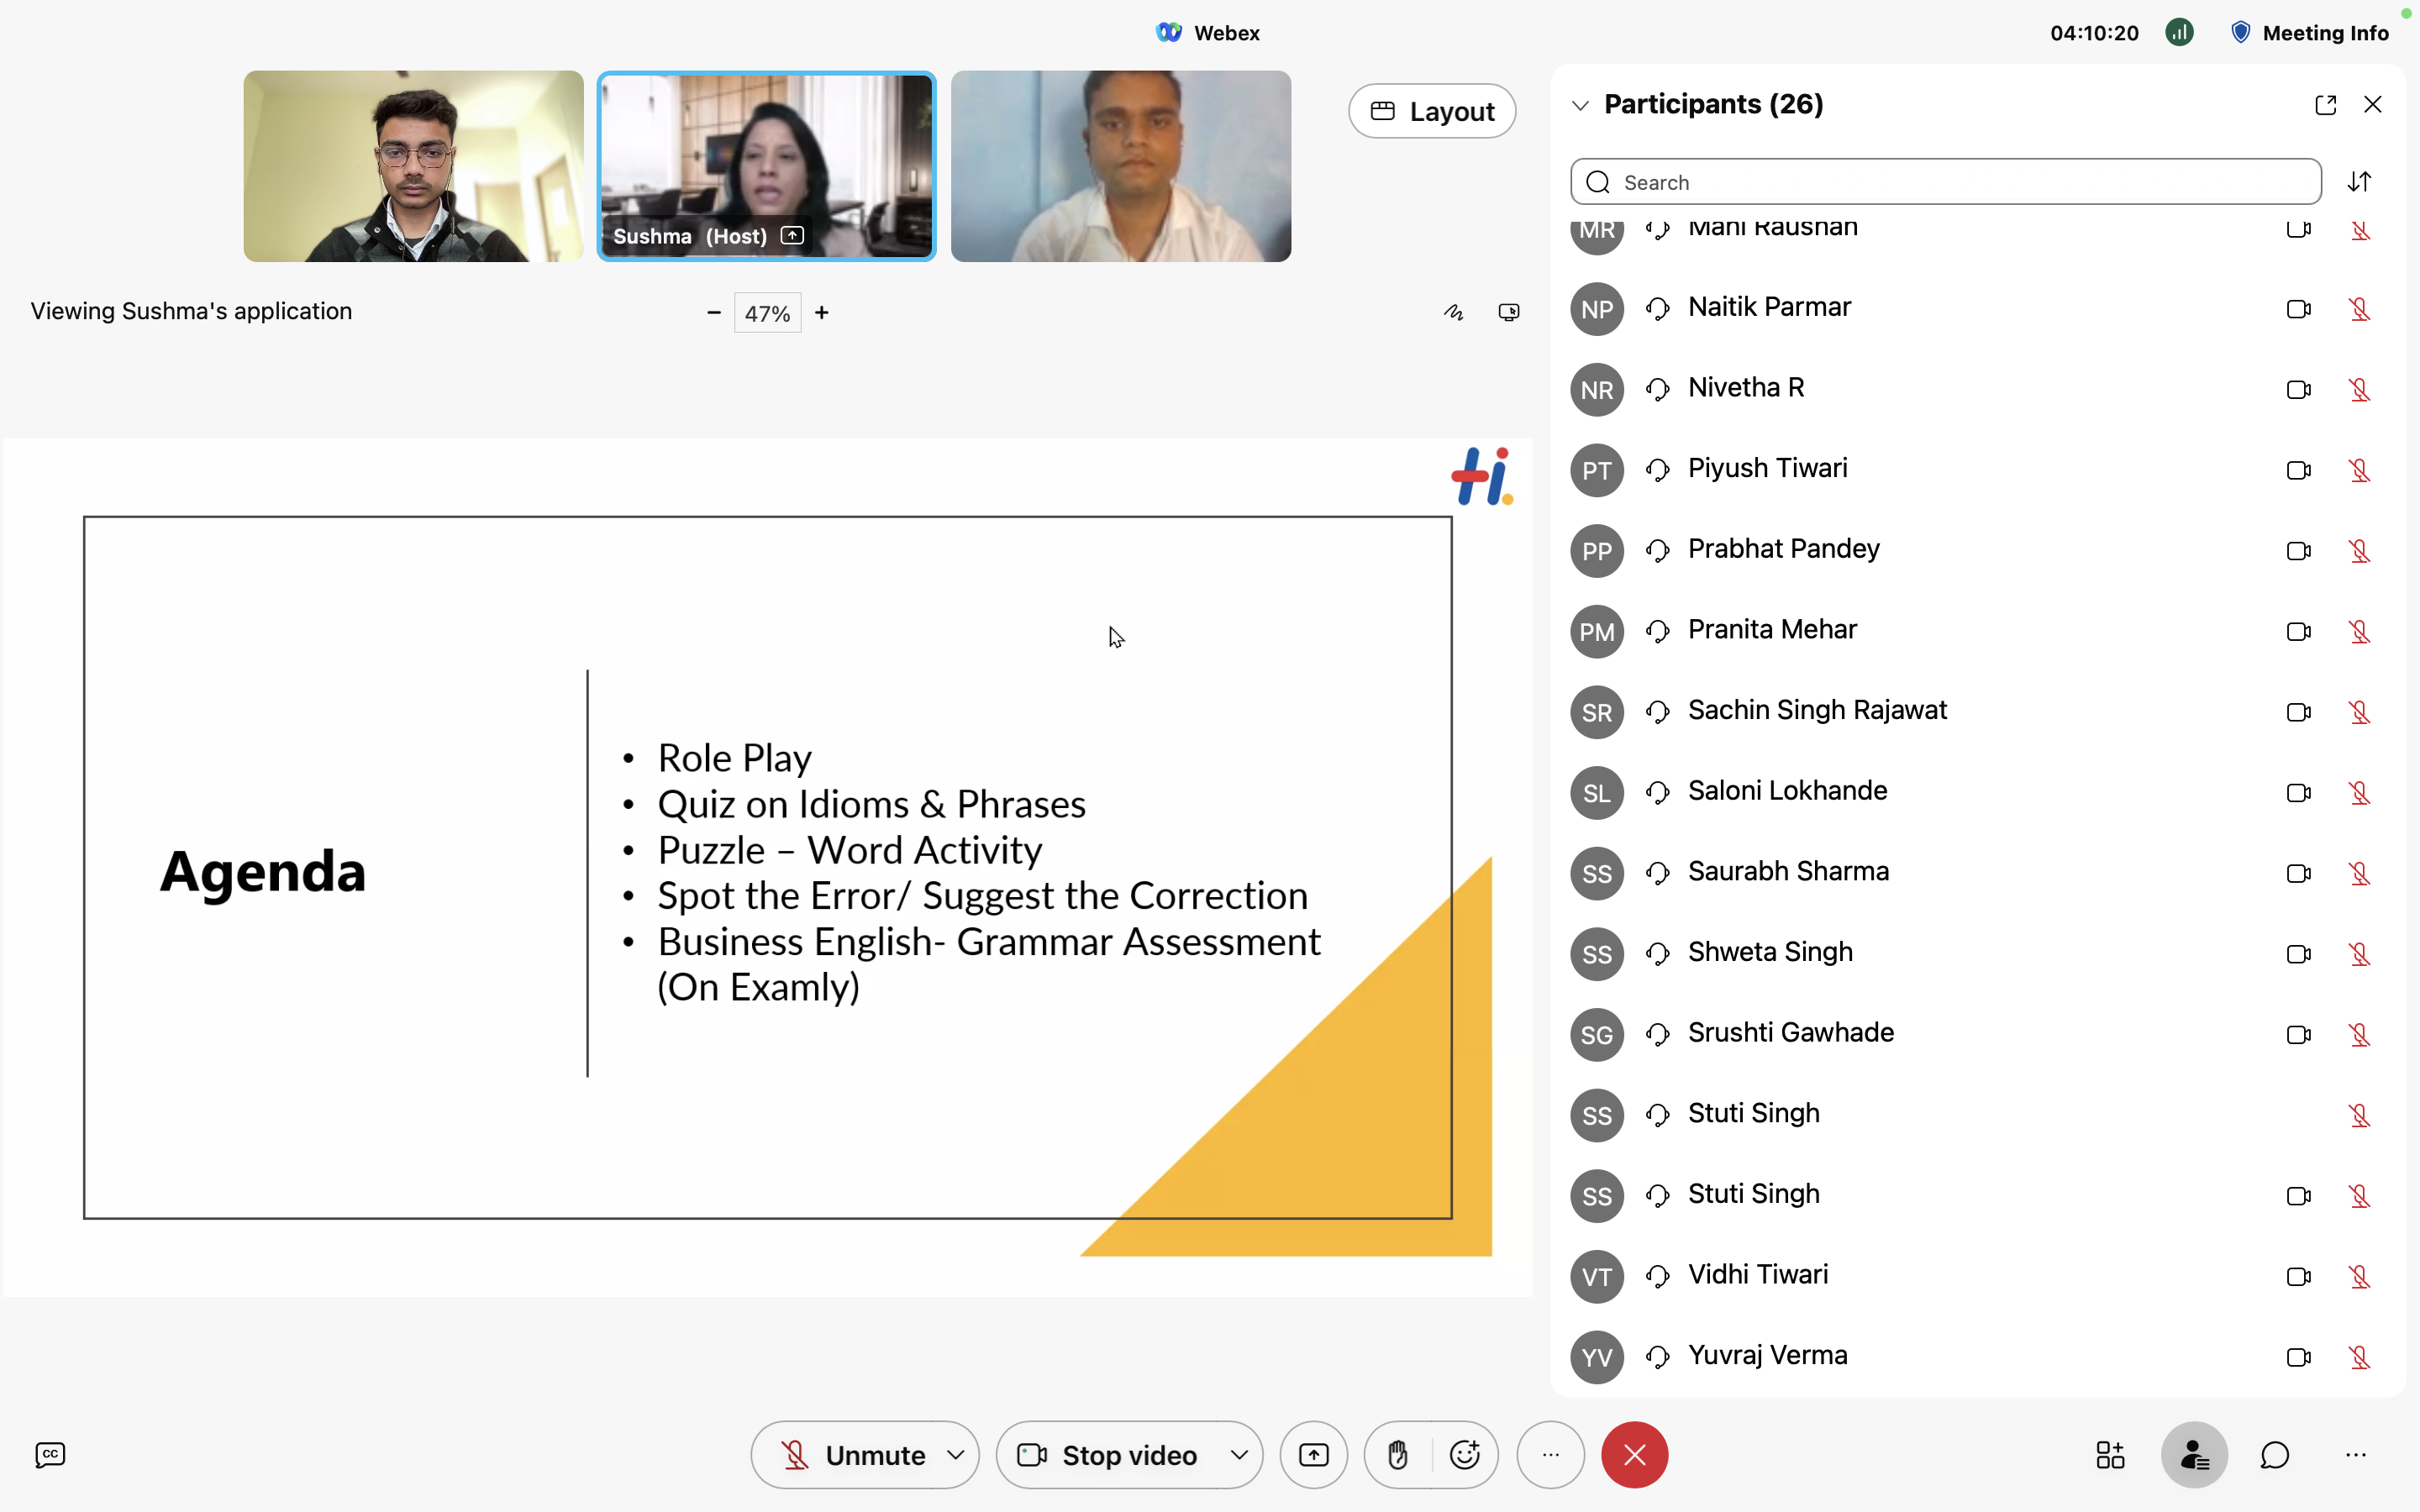 Webex
04:10:20
Meeting Info
Layout
Sushma (Host)
Viewing Sushma's application
47%
Hi.
Agenda
• Role Play
• Quiz on Idioms & Phrases
• Puzzle – Word Activity
• Spot the Error/ Suggest the Correction
• Business English- Grammar Assessment
(On Examly)
Participants (26)
Search
MR Mani Raushan
NP Naitik Parmar
NR Nivetha R
PT Piyush Tiwari
PP Prabhat Pandey
PM Pranita Mehar
SR Sachin Singh Rajawat
SL Saloni Lokhande
SS Saurabh Sharma
SS Shweta Singh
SG Srushti Gawhade
SS Stuti Singh
SS Stuti Singh
VT Vidhi Tiwari
YV Yuvraj Verma
CC
Unmute
Stop video